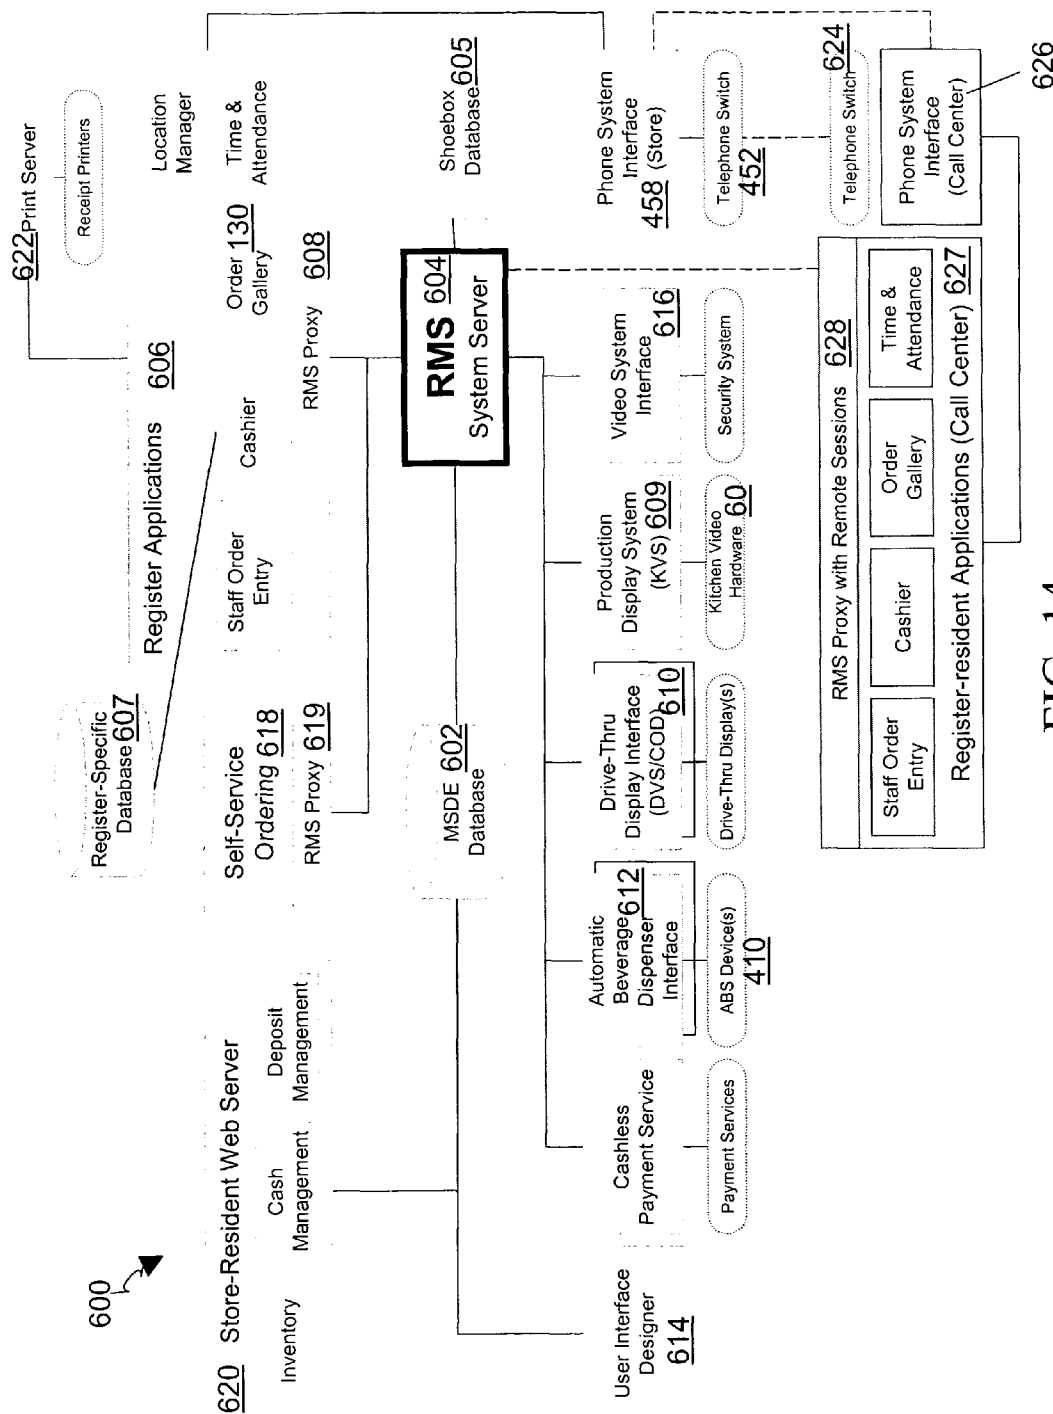 600
620 Store-Resident Web Server
Inventory
Cash
Management
Deposit
Management
Register-Specific
Database 607
Self-Service
Ordering 618
RMS Proxy 619
622 Print Server
Receipt Printers
Register Applications 606
Staff Order
Entry
Cashier
Order 130
Gallery
Time &
Attendance
Location
Manager
RMS Proxy 608
MSDE 602
Database
RMS 604
System Server
Shoebox
Database 605
User Interface
Designer
614
Cashless
Payment Service
Payment Services
Automatic
Beverage 612
Dispenser
Interface
ABS Device(s)
410
Drive-Thru
Display Interface
(DVS/COD) 610
Drive-Thru Display(s)
Production
Display System
(KVS) 609
Kitchen Video
Hardware 60
Video System
Interface 616
Security System
Phone System
Interface
458 (Store)
Telephone Switch
452
Telephone Switch
624
Phone System
Interface
(Call Center)
626
RMS Proxy with Remote Sessions 628
Staff Order
Entry
Cashier
Order
Gallery
Time &
Attendance
Register-resident Applications (Call Center) 627
FIG. 14